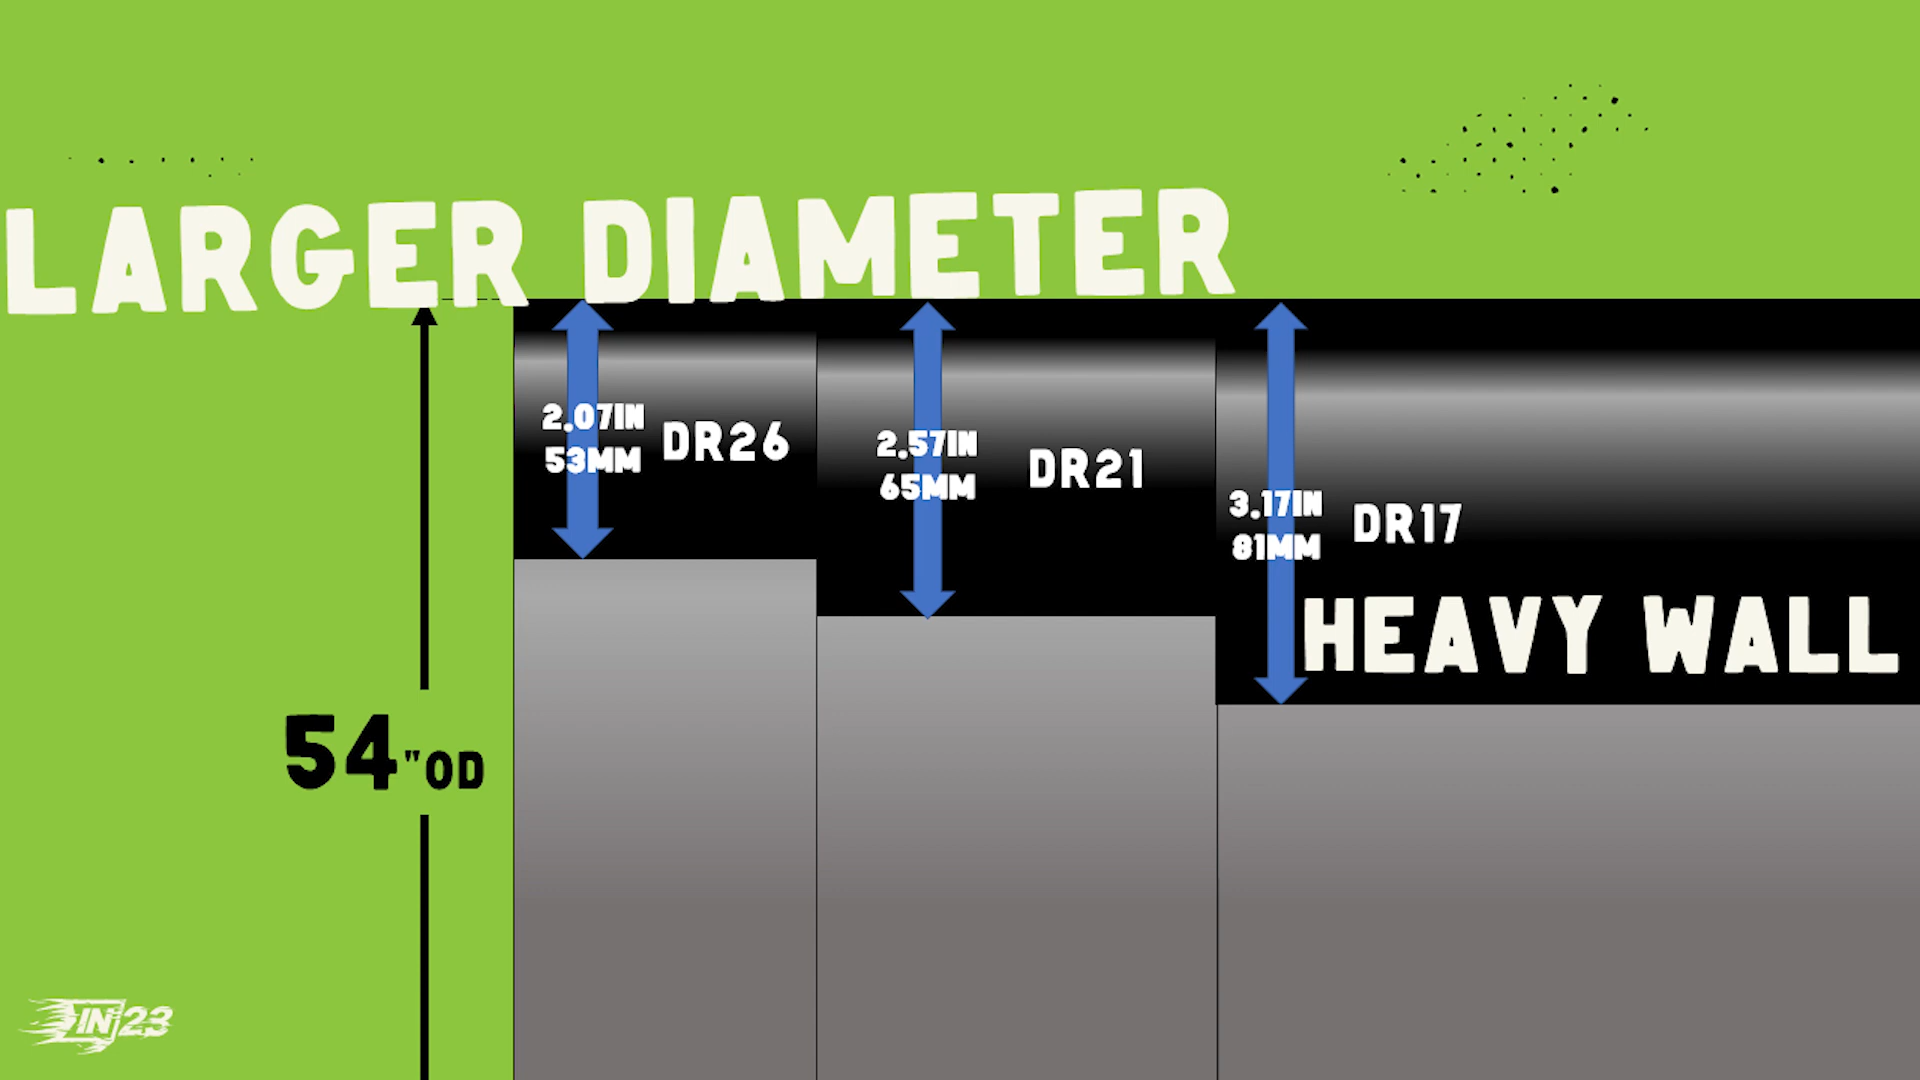 LARGER DIAMETER
2.07IN
53MM
DR26
2.57IN
65MM
DR21
3.17IN
81MM
DR17
HEAVY WALL
54"OD
IN23